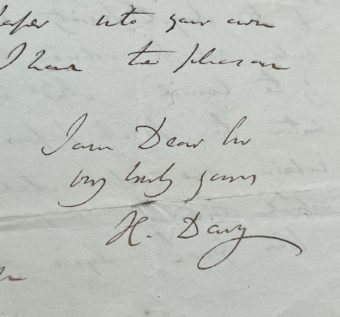 into your own
I have the pleasure
I am Dear Sir
very truly yours
H. Davy